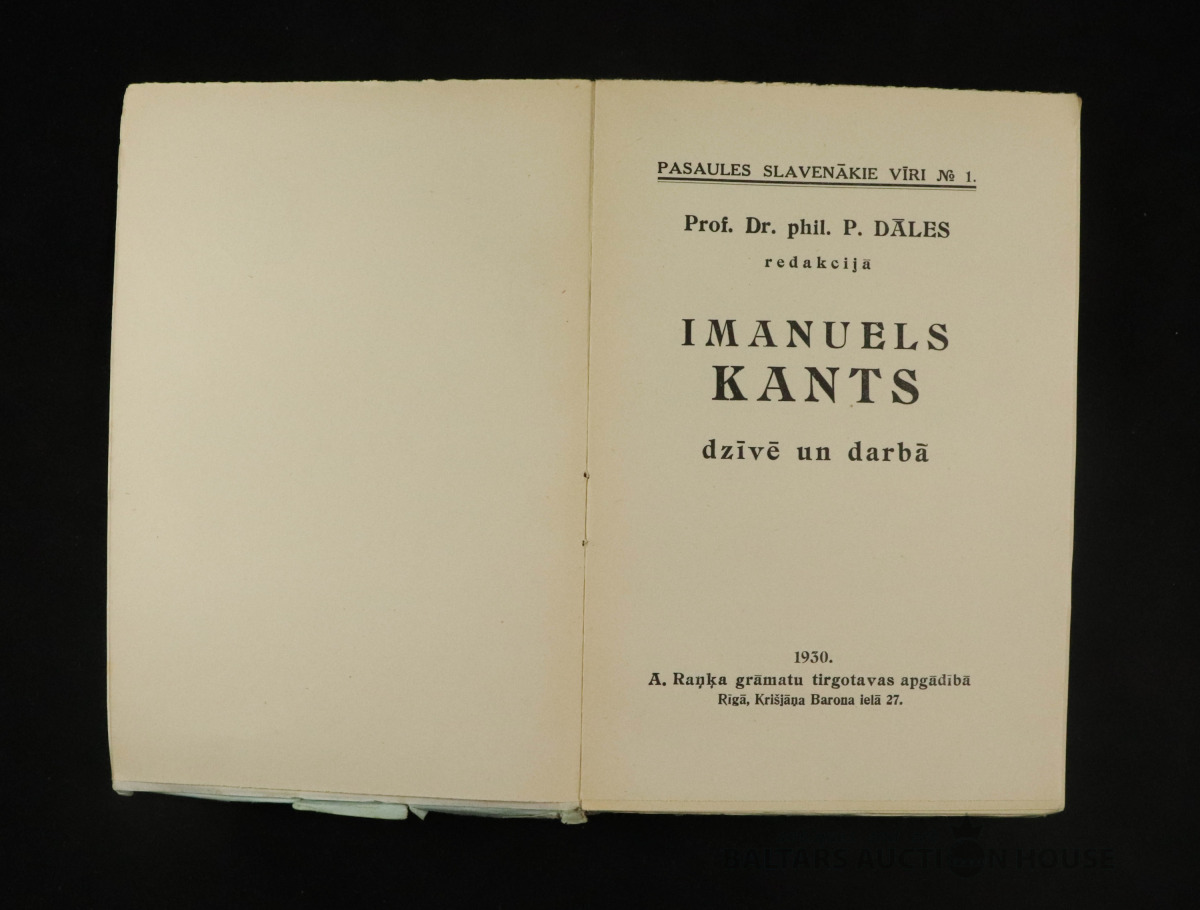 PASAULES SLAVENĀKIE VĪRI № 1.
Prof. Dr. phil. P. DĀLES
redakcijā
IMANUELS
KANTS
dzīvē un darbā
1930.
A. Raņķa grāmatu tirgotavas apgādībā
Rīgā, Krišjāņa Barona ielā 27.
BALTARS AUCTION HOUSE